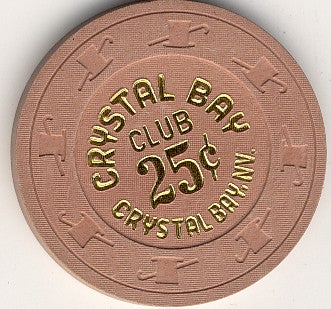 CRYSTAL BAY
CLUB
25¢
CRYSTAL BAY, NV.